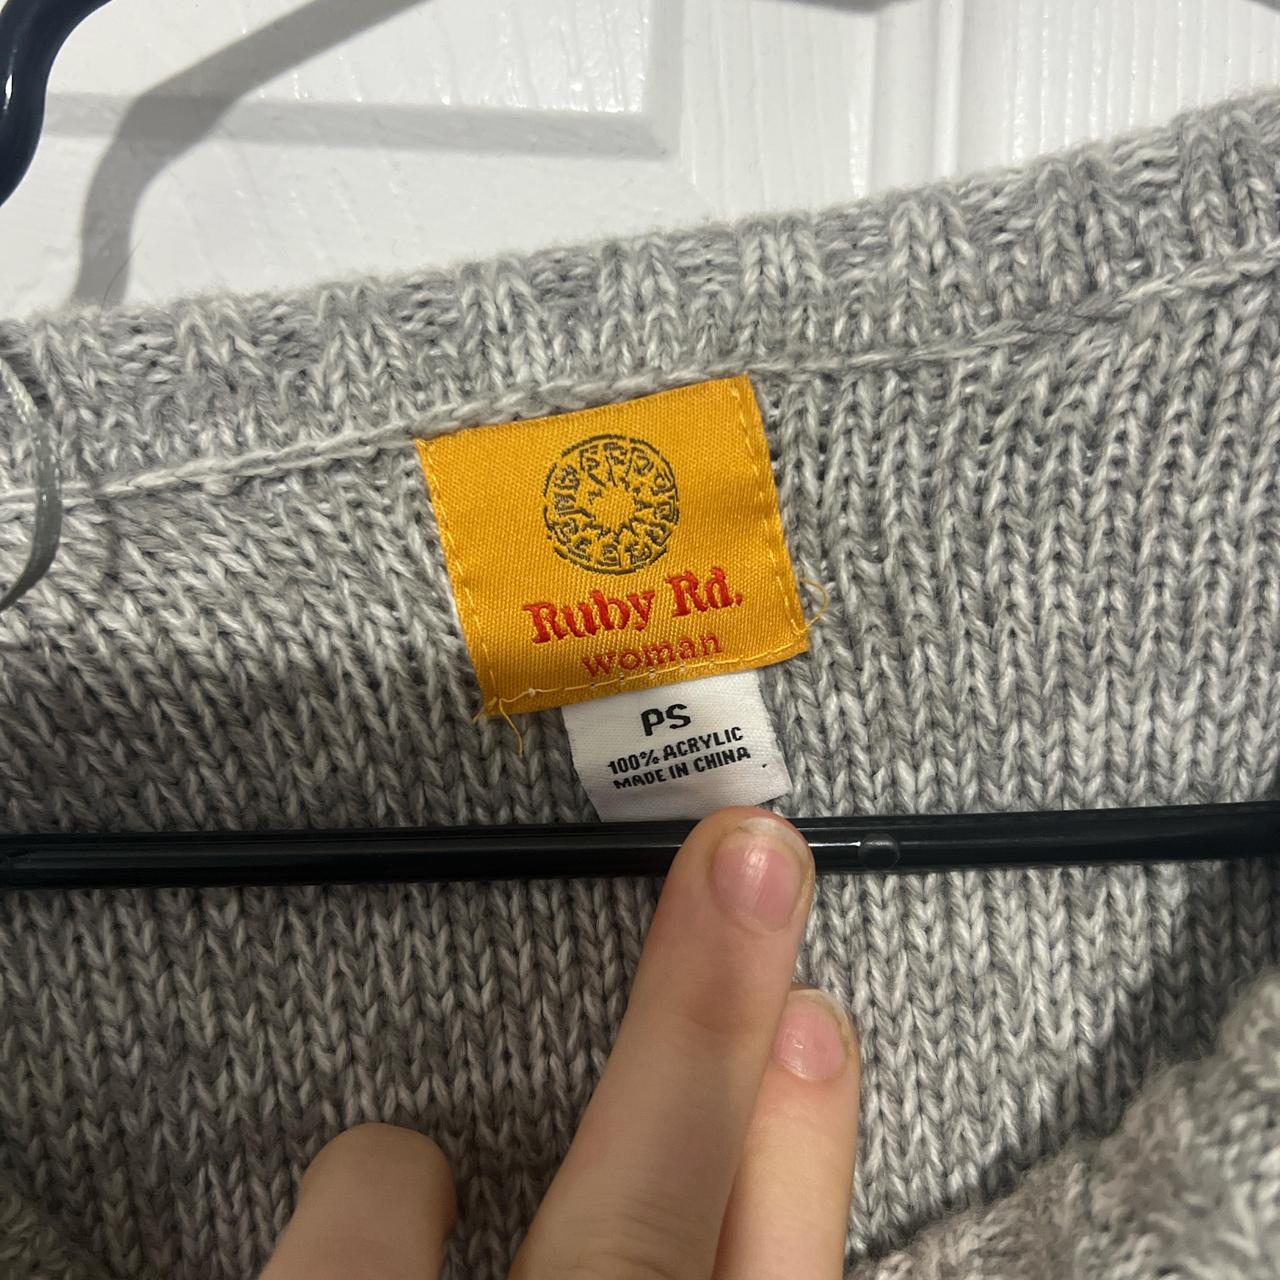 Ruby Rd.
woman
PS
100% ACRYLIC
MADE IN CHINA